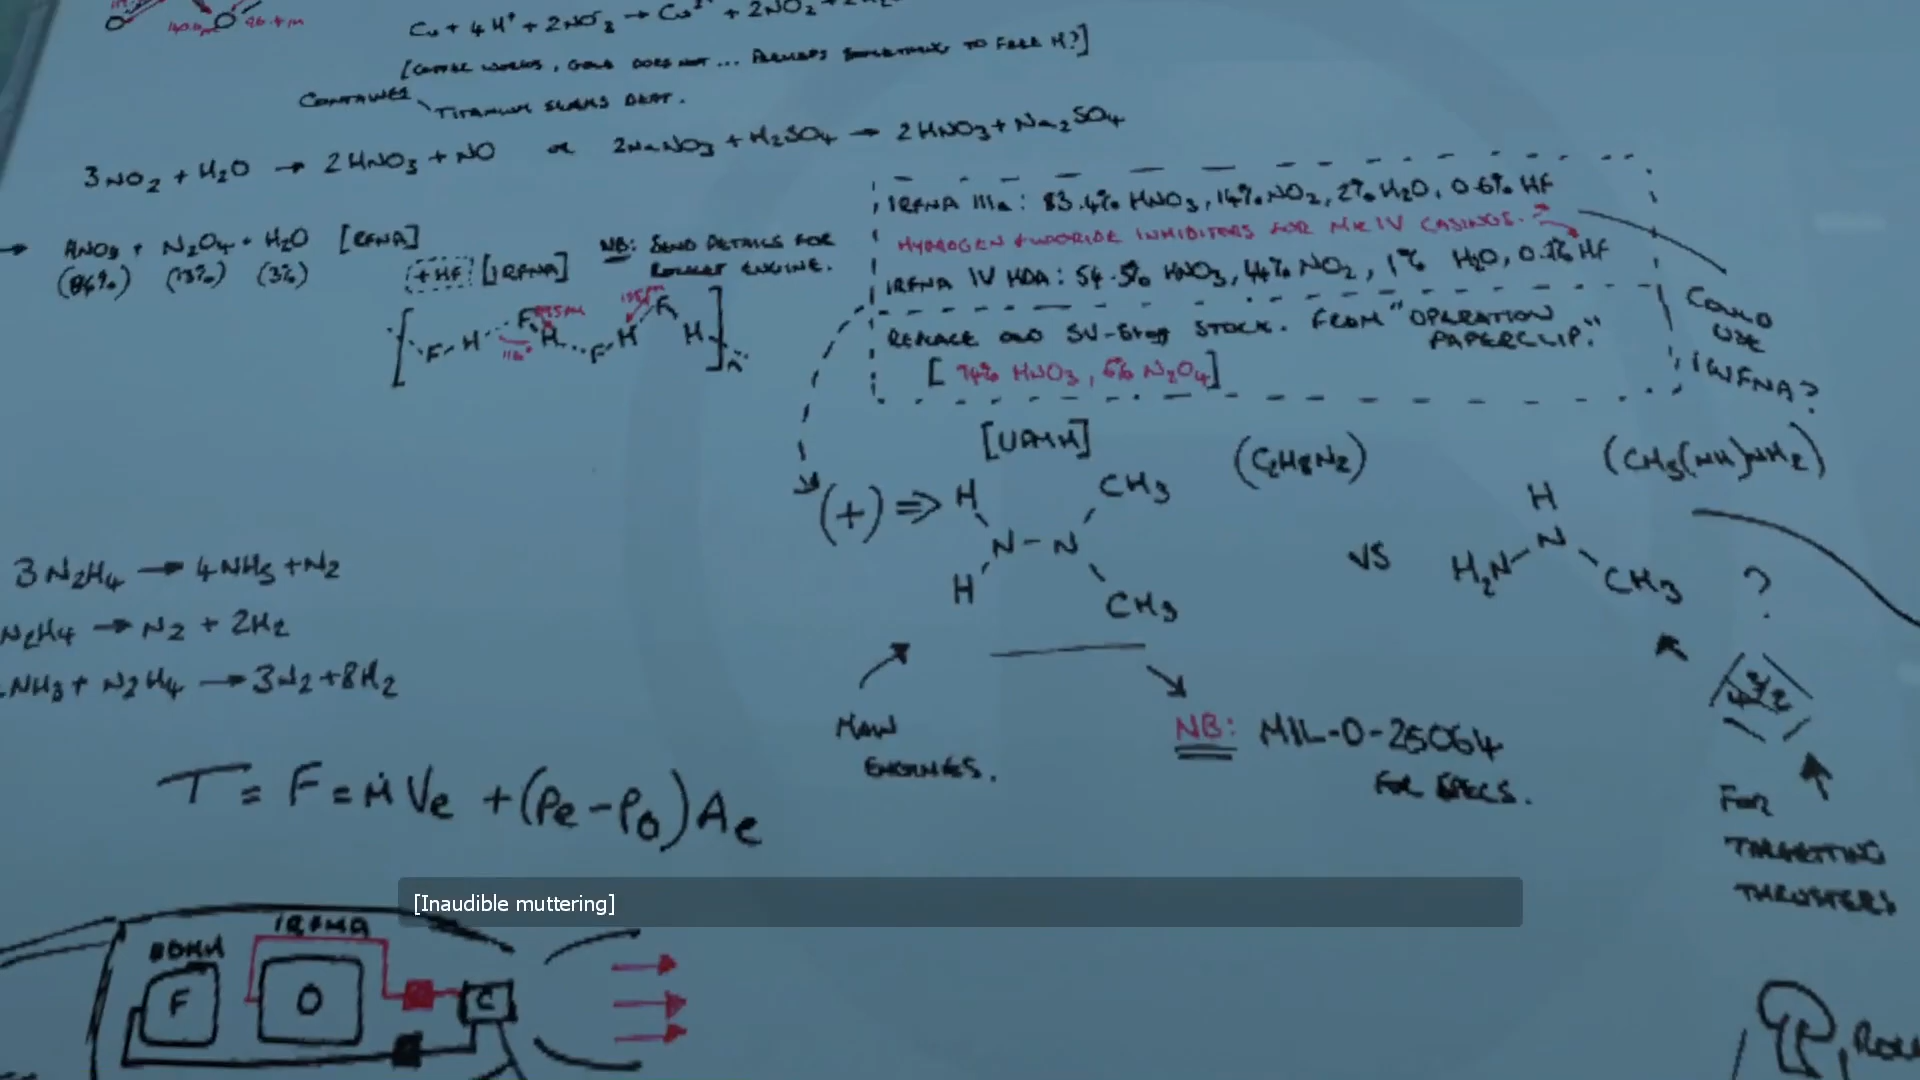 Cu + 4H⁺ + 2NO₃⁻ → Cu²⁺ + 2NO₂ +
[COPPER WORKS, GOLD DOES NOT... PERHAPS TO FREE H?]
CONTAINER
TITANIUM SEEMS BEST.
3NO₂ + H₂O → 2HNO₃ + NO or 2NaNO₃ + H₂SO₄ → 2HNO₃ + Na₂SO₄
IRFNA IIIa: 83.4% HNO₃, 14% NO₂, 2% H₂O, 0.6% HF
HYDROGEN FLUORIDE INHIBITERS FOR MK IV CASINGS.
IRFNA IV HDA: 54.5% HNO₃, 44% NO₂, 1% H₂O, 0.7% HF
REPLACE OLD SV-Stoff STOCK. FROM "OPERATION
PAPERCLIP."
[94% HNO₃, 6% N₂O₄]
COULD
USE
IWFNA?
→ HNO₃ + N₂O₄ + H₂O [RFNA]
(84%) (13%) (3%)
+HF [IRFNA]
NB: SEND DETAILS FOR
ROCKET ENGINE.
F H F H F H F H
116°
n
[UDMH] (C₂H₈N₂) (CH₃(NH)NH₂)
(+) ⇒ H CH₃
N - N
H CH₃
VS
H
H₂N N CH₃
?
3N₂H₄ → 4NH₃ + N₂
N₂H₄ → N₂ + 2H₂
NH₃ + N₂H₄ → 3N₂ + 8H₂
MAIN
ENGINES.
NB: MIL-D-25064
FOR SPECS.
FOR
TARGETTING
THRUSTERS
T = F = ṁVe + (Pe - P0)Ae
[Inaudible muttering]
UDMH IRFNA
F O C